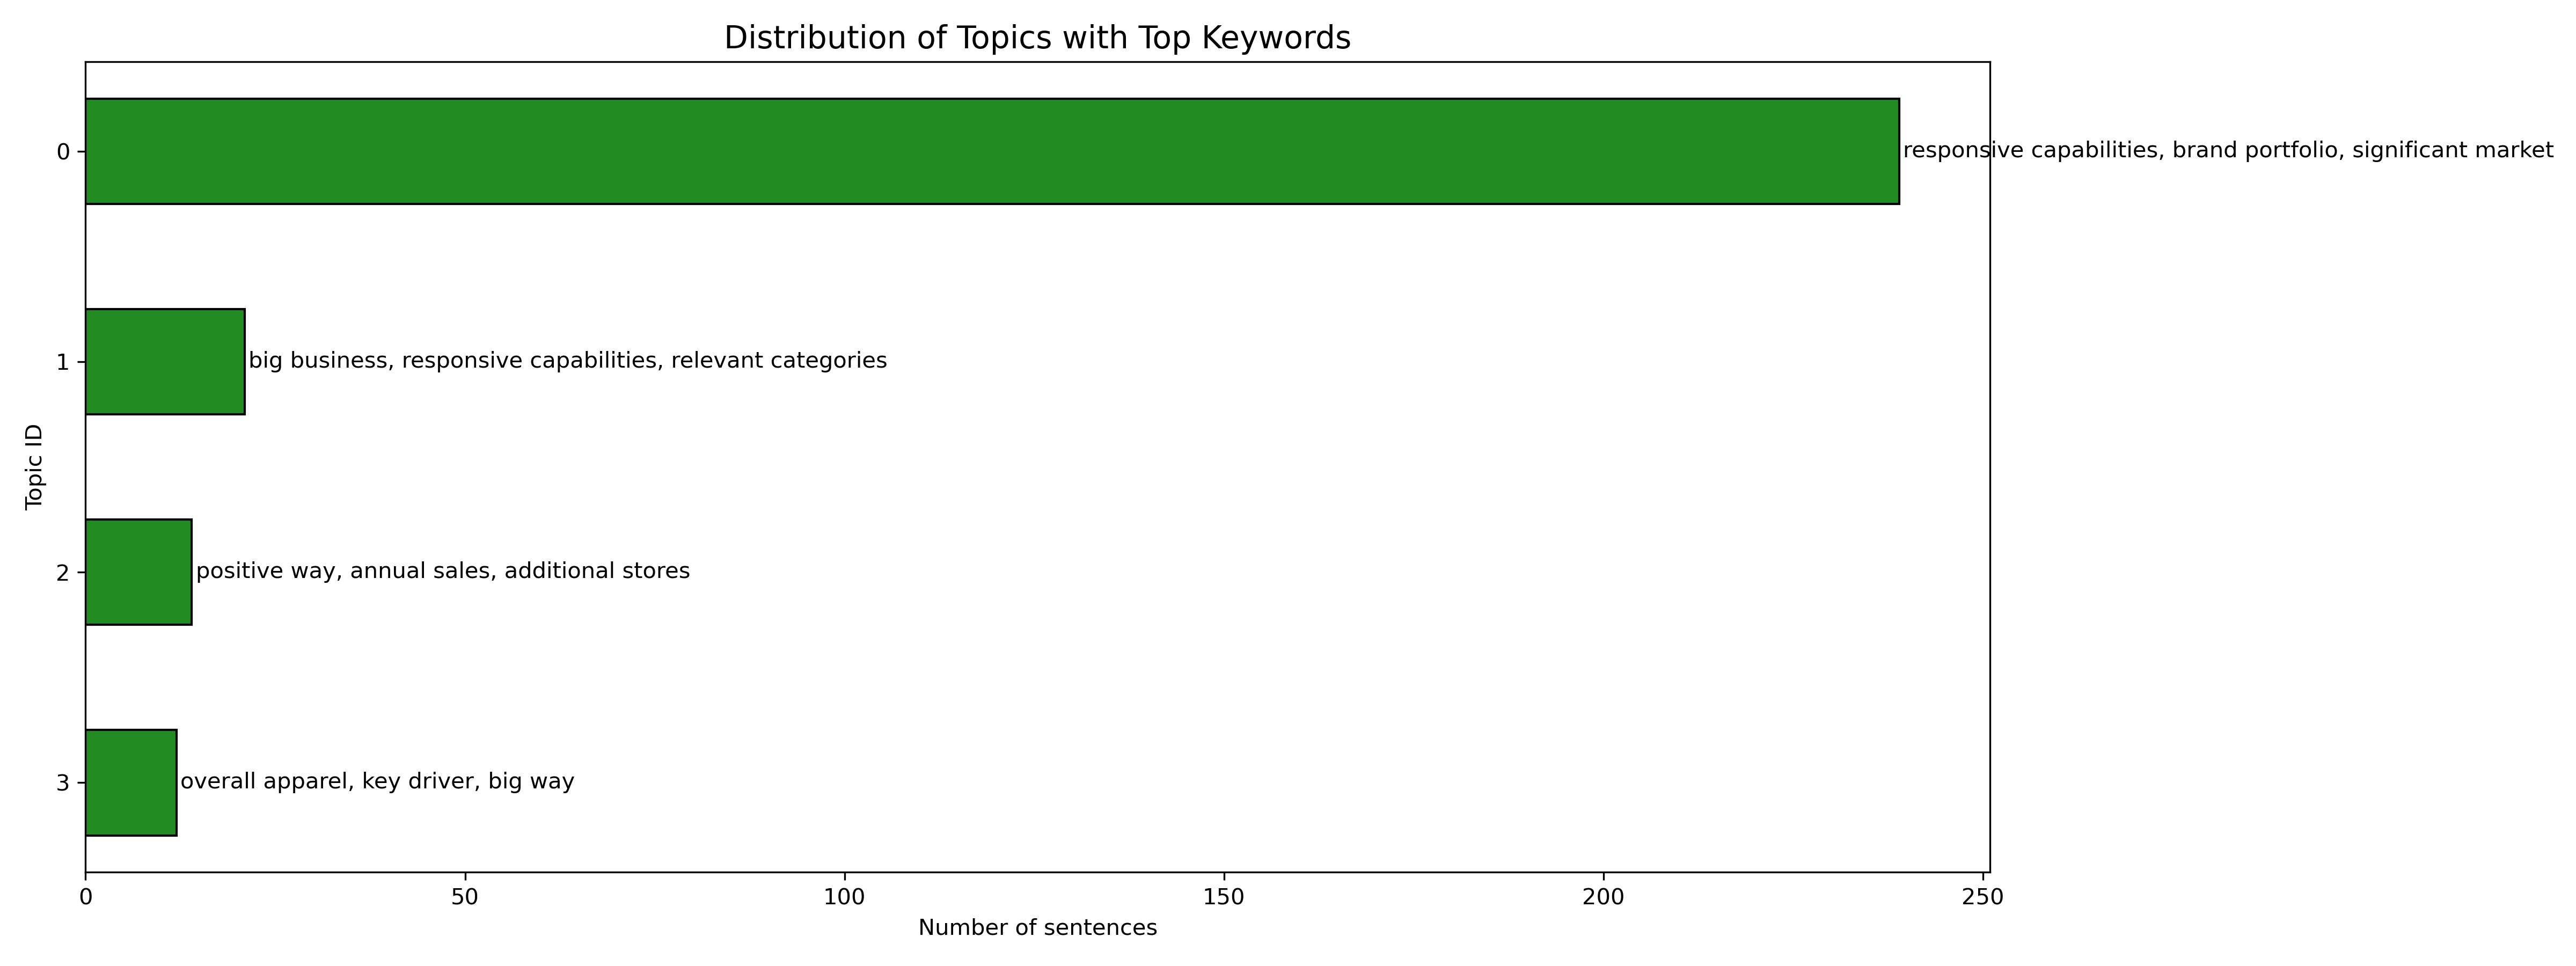 Distribution of Topics with Top Keywords
0
responsive capabilities, brand portfolio, significant market
1
big business, responsive capabilities, relevant categories
Topic ID
2
positive way, annual sales, additional stores
3
overall apparel, key driver, big way
0 50 100 150 200 250
Number of sentences